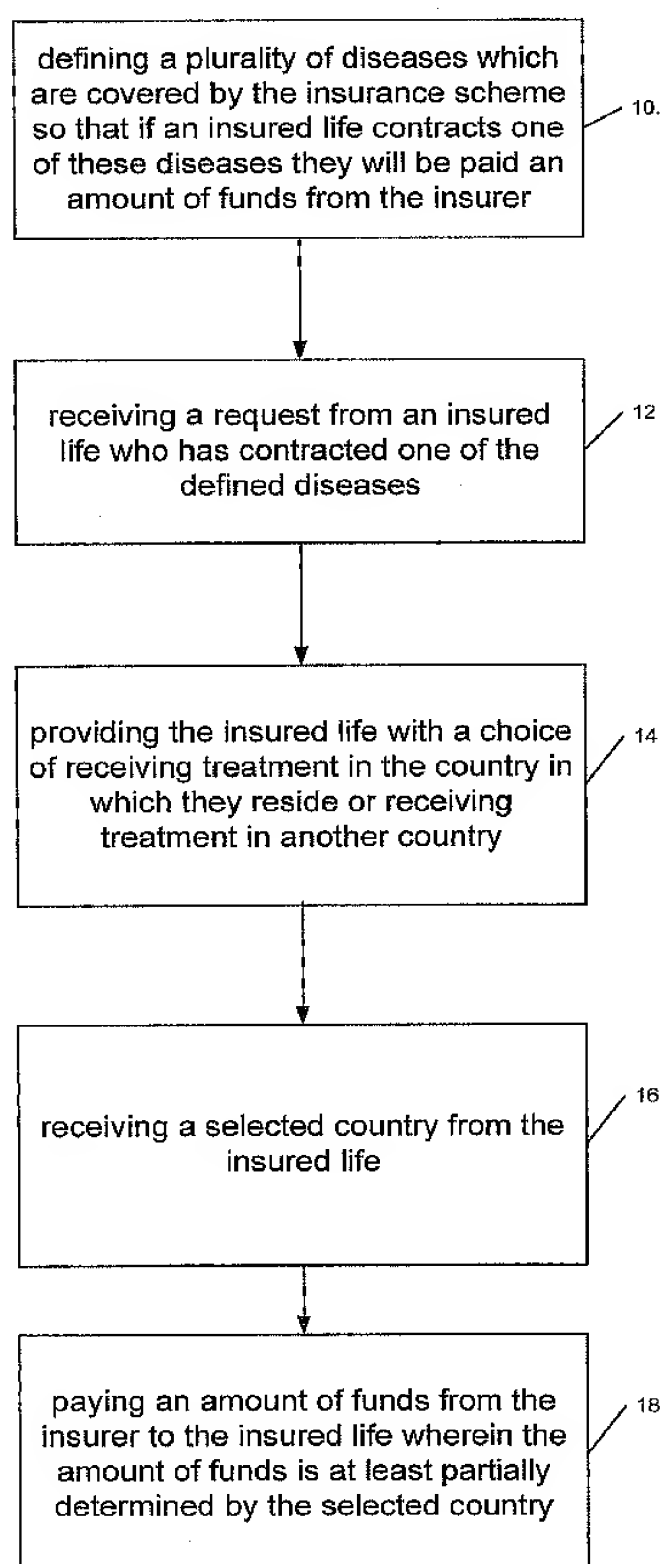 defining a plurality of diseases which
are covered by the insurance scheme
so that if an insured life contracts one
of these diseases they will be paid an
amount of funds from the insurer
10.
receiving a request from an insured
life who has contracted one of the
defined diseases
12
providing the insured life with a choice
of receiving treatment in the country in
which they reside or receiving
treatment in another country
14
receiving a selected country from the
insured life
16
paying an amount of funds from the
insurer to the insured life wherein the
amount of funds is at least partially
determined by the selected country
18